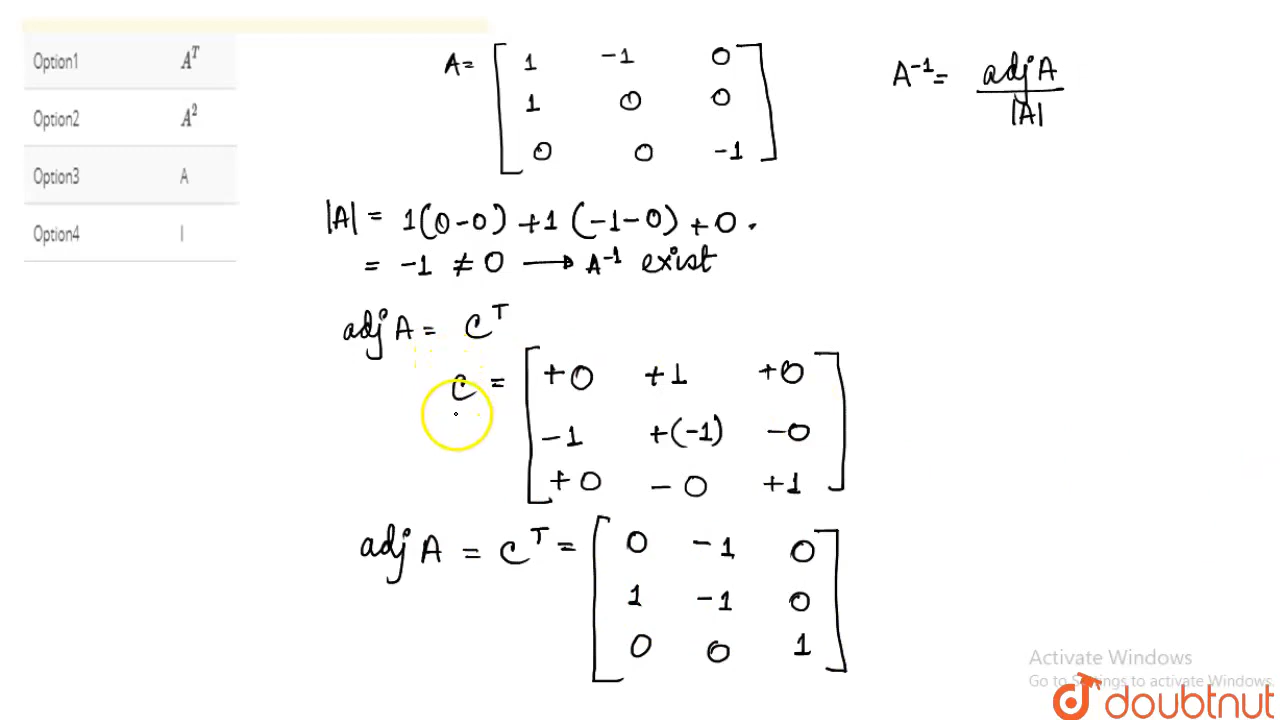 Option1 A^T
Option2 A^2
Option3 A
Option4 I
A = [ 1 -1 0
1 0 0
0 0 -1 ]
A^-1 = adj A / |A|
|A| = 1(0-0) +1 (-1-0) + 0 .
= -1 ≠ 0 → A^-1 exist
adj A = C^T
C = [ +0 +1 +0
-1 +(-1) -0
+0 -0 +1 ]
adj A = C^T = [ 0 -1 0
1 -1 0
0 0 1 ]
Activate Windows
Go to Settings to activate Windows.
doubtnut